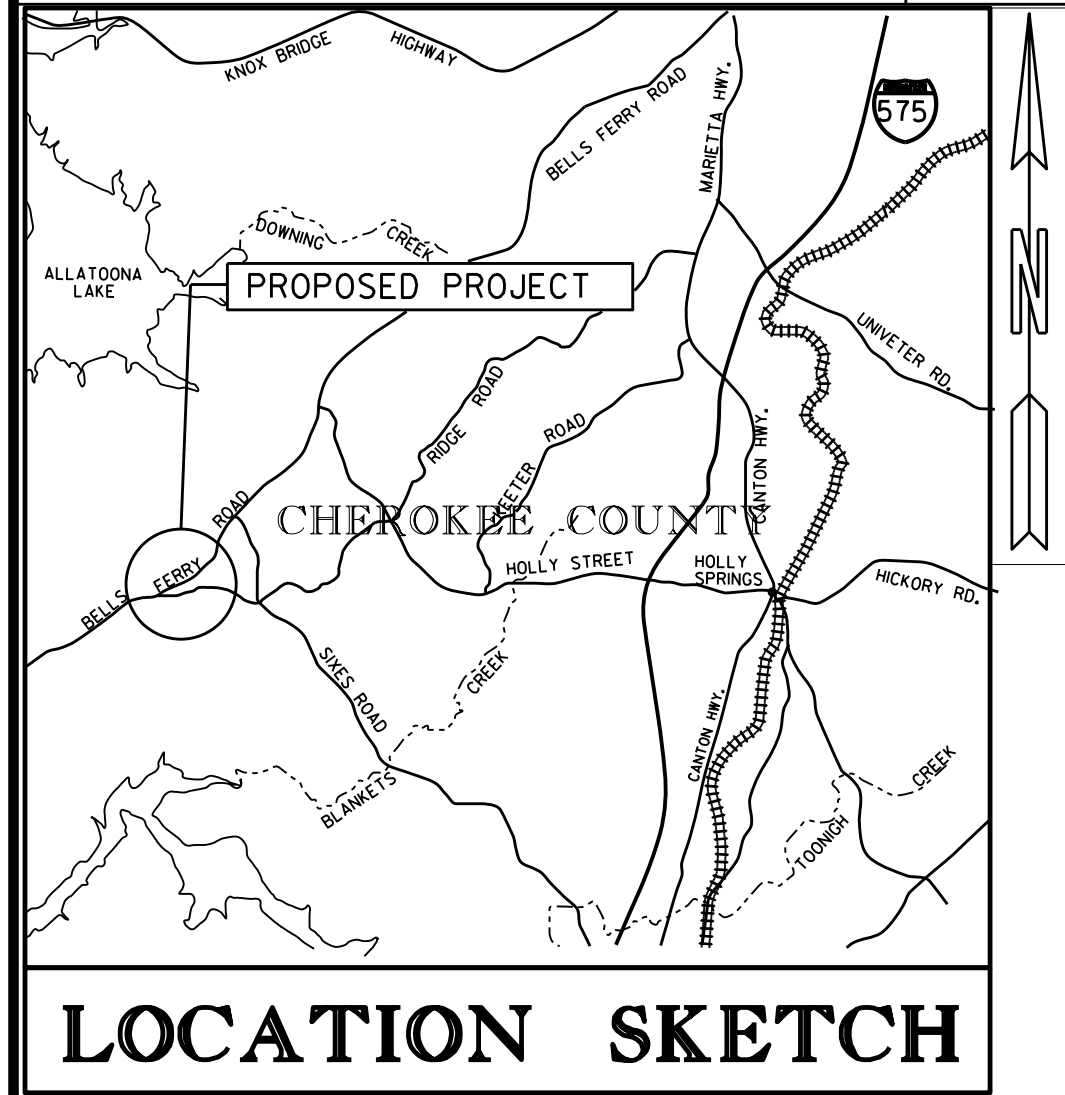 KNOX BRIDGE
HIGHWAY
BELLS FERRY ROAD
MARIETTA HWY.
575
DOWNING
CREEK
ALLATOONA
LAKE
PROPOSED PROJECT
N
UNIVETER RD.
RIDGE
ROAD
ROAD
CANTON HWY.
ROAD
CHEROKEE COUNTY
HOLLY STREET
HOLLY
SPRINGS
HICKORY RD.
BELLS
FERRY
SIXES ROAD
CREEK
CANTON HWY.
BLANKETS
CREEK
TOONIGH
LOCATION SKETCH